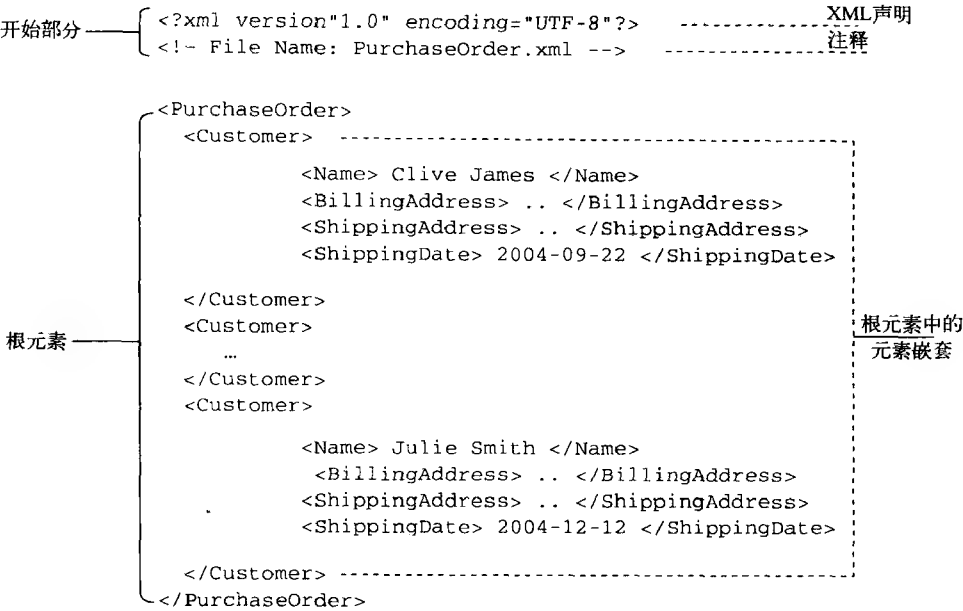 开始部分
<?xml version"1.0" encoding="UTF-8"?>
XML声明
<!- File Name: PurchaseOrder.xml -->
注释
<PurchaseOrder>
<Customer>
<Name> Clive James </Name>
<BillingAddress> .. </BillingAddress>
<ShippingAddress> .. </ShippingAddress>
<ShippingDate> 2004-09-22 </ShippingDate>
</Customer>
<Customer>
…
</Customer>
<Customer>
<Name> Julie Smith </Name>
<BillingAddress> .. </BillingAddress>
<ShippingAddress> .. </ShippingAddress>
<ShippingDate> 2004-12-12 </ShippingDate>
</Customer>
</PurchaseOrder>
根元素
根元素中的
元素嵌套